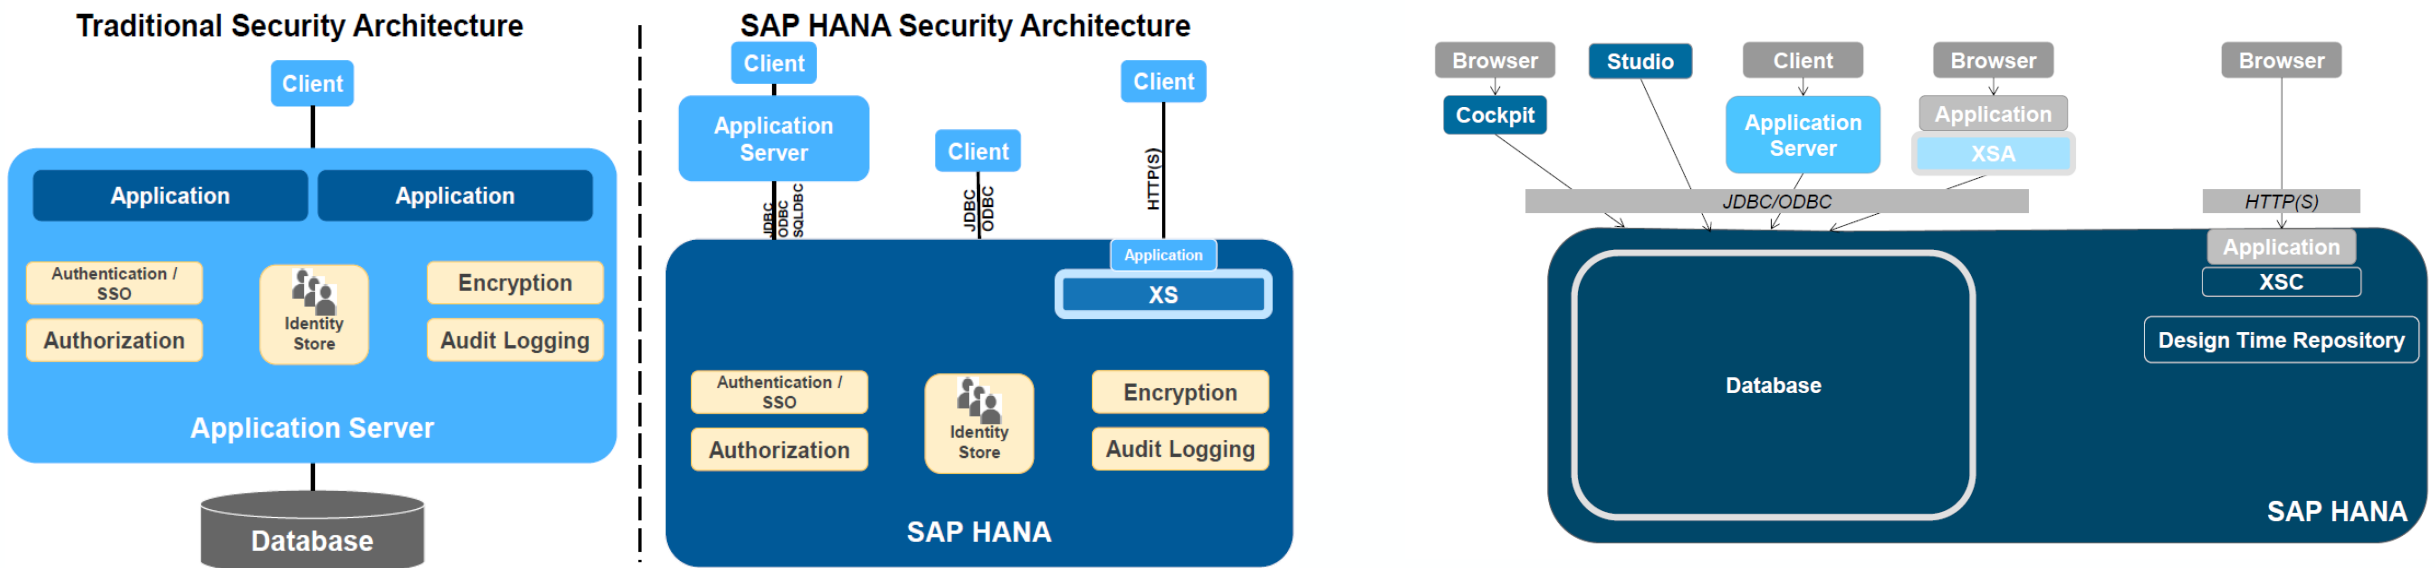 Traditional Security Architecture
Client
Application
Application
Authentication /
SSO
Authorization
Identity
Store
Encryption
Audit Logging
Application Server
Database
SAP HANA Security Architecture
Client
Application
Server
JDBC
ODBC
SQLDBC
Client
JDBC
ODBC
Client
HTTP(S)
Application
XS
Authentication /
SSO
Authorization
Identity
Store
Encryption
Audit Logging
SAP HANA
Browser
Cockpit
Studio
Client
Application
Server
Browser
Application
XSA
Browser
JDBC/ODBC
HTTP(S)
Application
XSC
Design Time Repository
Database
SAP HANA